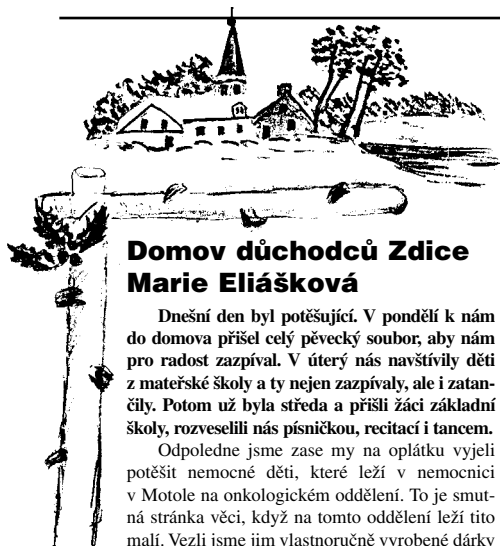 Domov důchodců Zdice
Marie Eliášková
Dnešní den byl potěšující. V pondělí k nám
do domova přišel celý pěvecký soubor, aby nám
pro radost zazpíval. V úterý nás navštívily děti
z mateřské školy a ty nejen zazpívaly, ale i zatan-
čily. Potom už byla středa a přišli žáci základní
školy, rozveselili nás písničkou, recitací i tancem.
Odpoledne jsme zase my na oplátku vyjeli
potěšit nemocné děti, které leží v nemocnici
v Motole na onkologickém oddělení. To je smut-
ná stránka věci, když na tomto oddělení leží tito
malí. Vezli jsme jim vlastnoručně vyrobené dárky